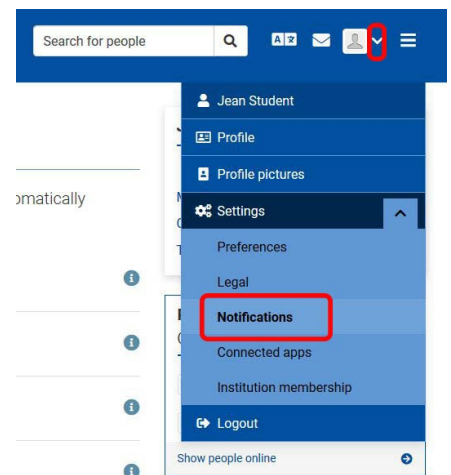 Search for people
Jean Student
Profile
Profile pictures
omatically
Settings
Preferences
Legal
Notifications
Connected apps
Institution membership
Logout
Show people online